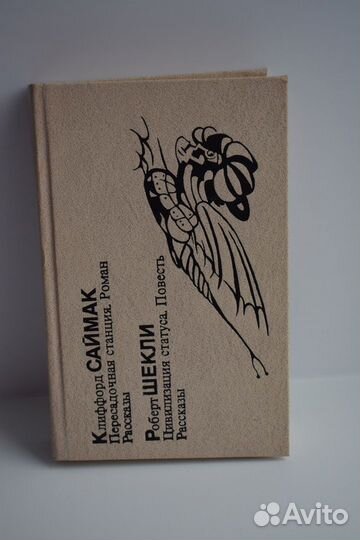 Клиффорд САЙМАК
Пересадочная станция. Роман
Рассказы
Роберт ШЕКЛИ
Цивилизация статуса. Повесть
Рассказы
Avito